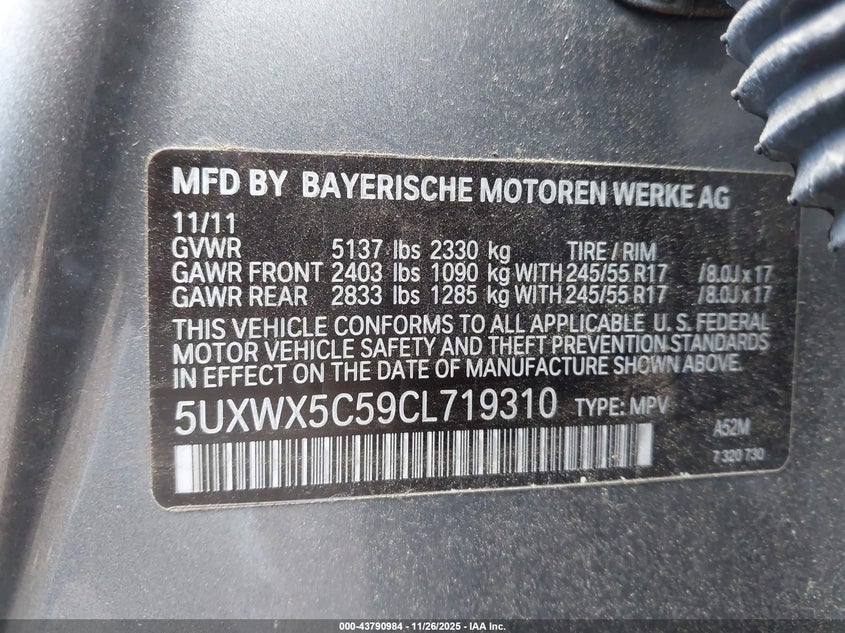 MFD BY BAYERISCHE MOTOREN WERKE AG
11/11
GVWR 5137 lbs 2330 kg TIRE / RIM
GAWR FRONT 2403 lbs 1090 kg WITH 245/55 R17 /8.0J x 17
GAWR REAR 2833 lbs 1285 kg WITH 245/55 R17 /8.0J x 17
THIS VEHICLE CONFORMS TO ALL APPLICABLE U. S. FEDERAL
MOTOR VEHICLE SAFETY AND THEFT PREVENTION STANDARDS
IN EFFECT ON THE DATE OF MANUFACTURE SHOWN ABOVE.
5UXWX5C59CL719310 TYPE: MPV
A52M
7 320 730
000-43790984 - 11/26/2025 - IAA Inc.